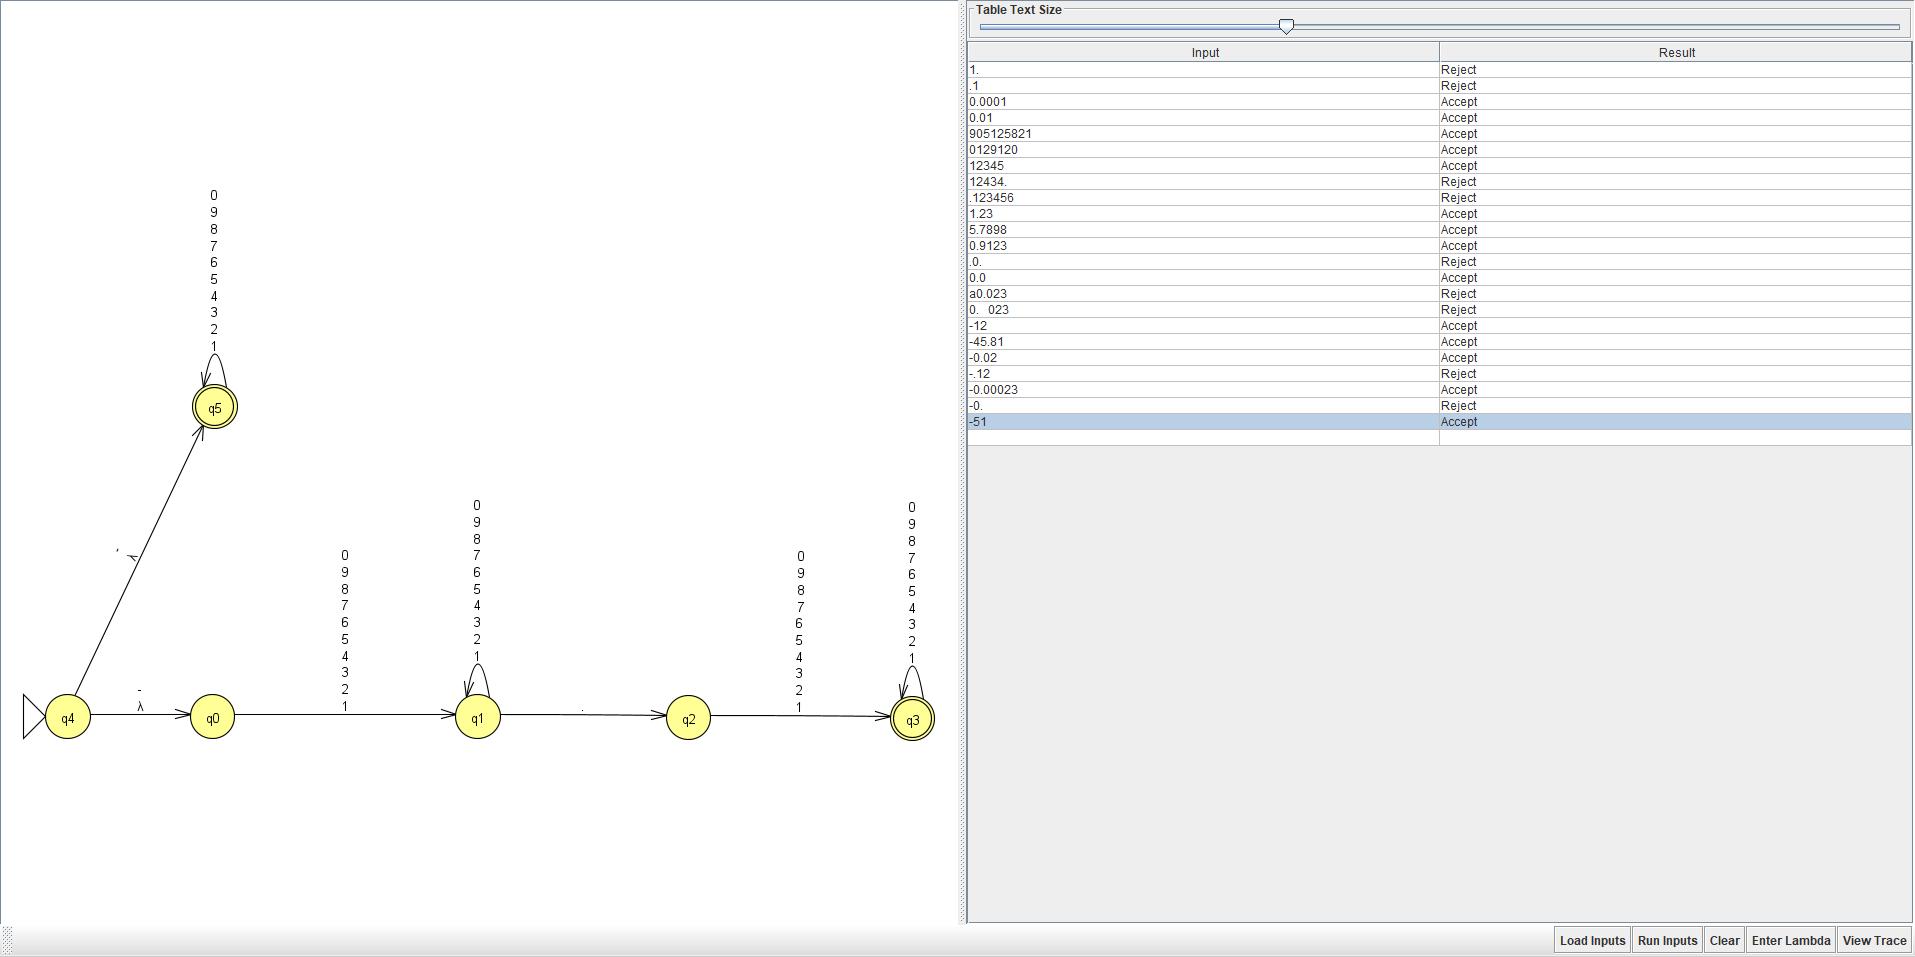 Table Text Size
Input Result
1. Reject
.1 Reject
0.0001 Accept
0.01 Accept
905125821 Accept
0129120 Accept
12345 Accept
12434. Reject
.123456 Reject
1.23 Accept
5.7898 Accept
0.9123 Accept
.0. Reject
0.0 Accept
a0.023 Reject
0.   023 Reject
-12 Accept
-45.81 Accept
-0.02 Accept
-.12 Reject
-0.00023 Accept
-0. Reject
-51 Accept
0
9
8
7
6
5
4
3
2
1
q5
-
λ
q4
-
λ
q0
0
9
8
7
6
5
4
3
2
1
0
9
8
7
6
5
4
3
2
1
q1
.
q2
0
9
8
7
6
5
4
3
2
1
0
9
8
7
6
5
4
3
2
1
q3
Load Inputs Run Inputs Clear Enter Lambda View Trace